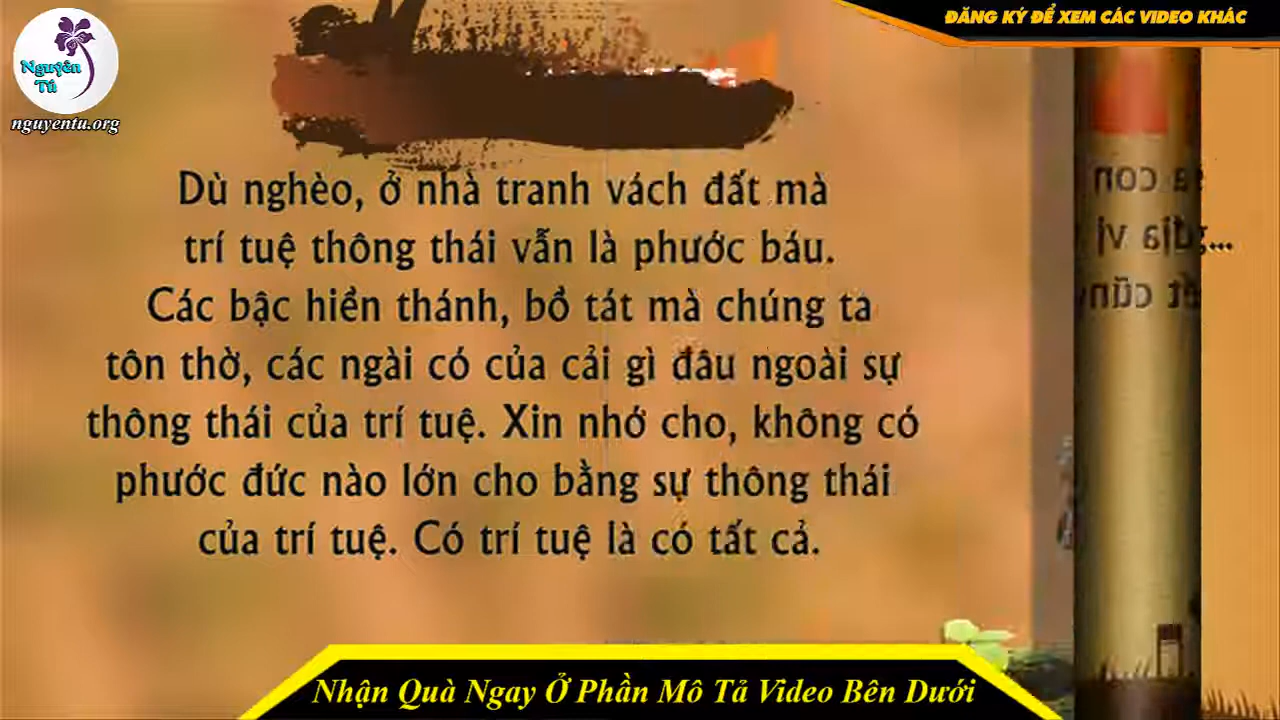 ĐĂNG KÝ ĐỂ XEM CÁC VIDEO KHÁC
Nguyên
Tú
nguyentu.org
Dù nghèo, ở nhà tranh vách đất mà
trí tuệ thông thái vẫn là phước báu.
Các bậc hiền thánh, bồ tát mà chúng ta
tôn thờ, các ngài có của cải gì đâu ngoài sự
thông thái của trí tuệ. Xin nhớ cho, không có
phước đức nào lớn cho bằng sự thông thái
của trí tuệ. Có trí tuệ là có tất cả.
Nhận Quà Ngay Ở Phần Mô Tả Video Bên Dưới